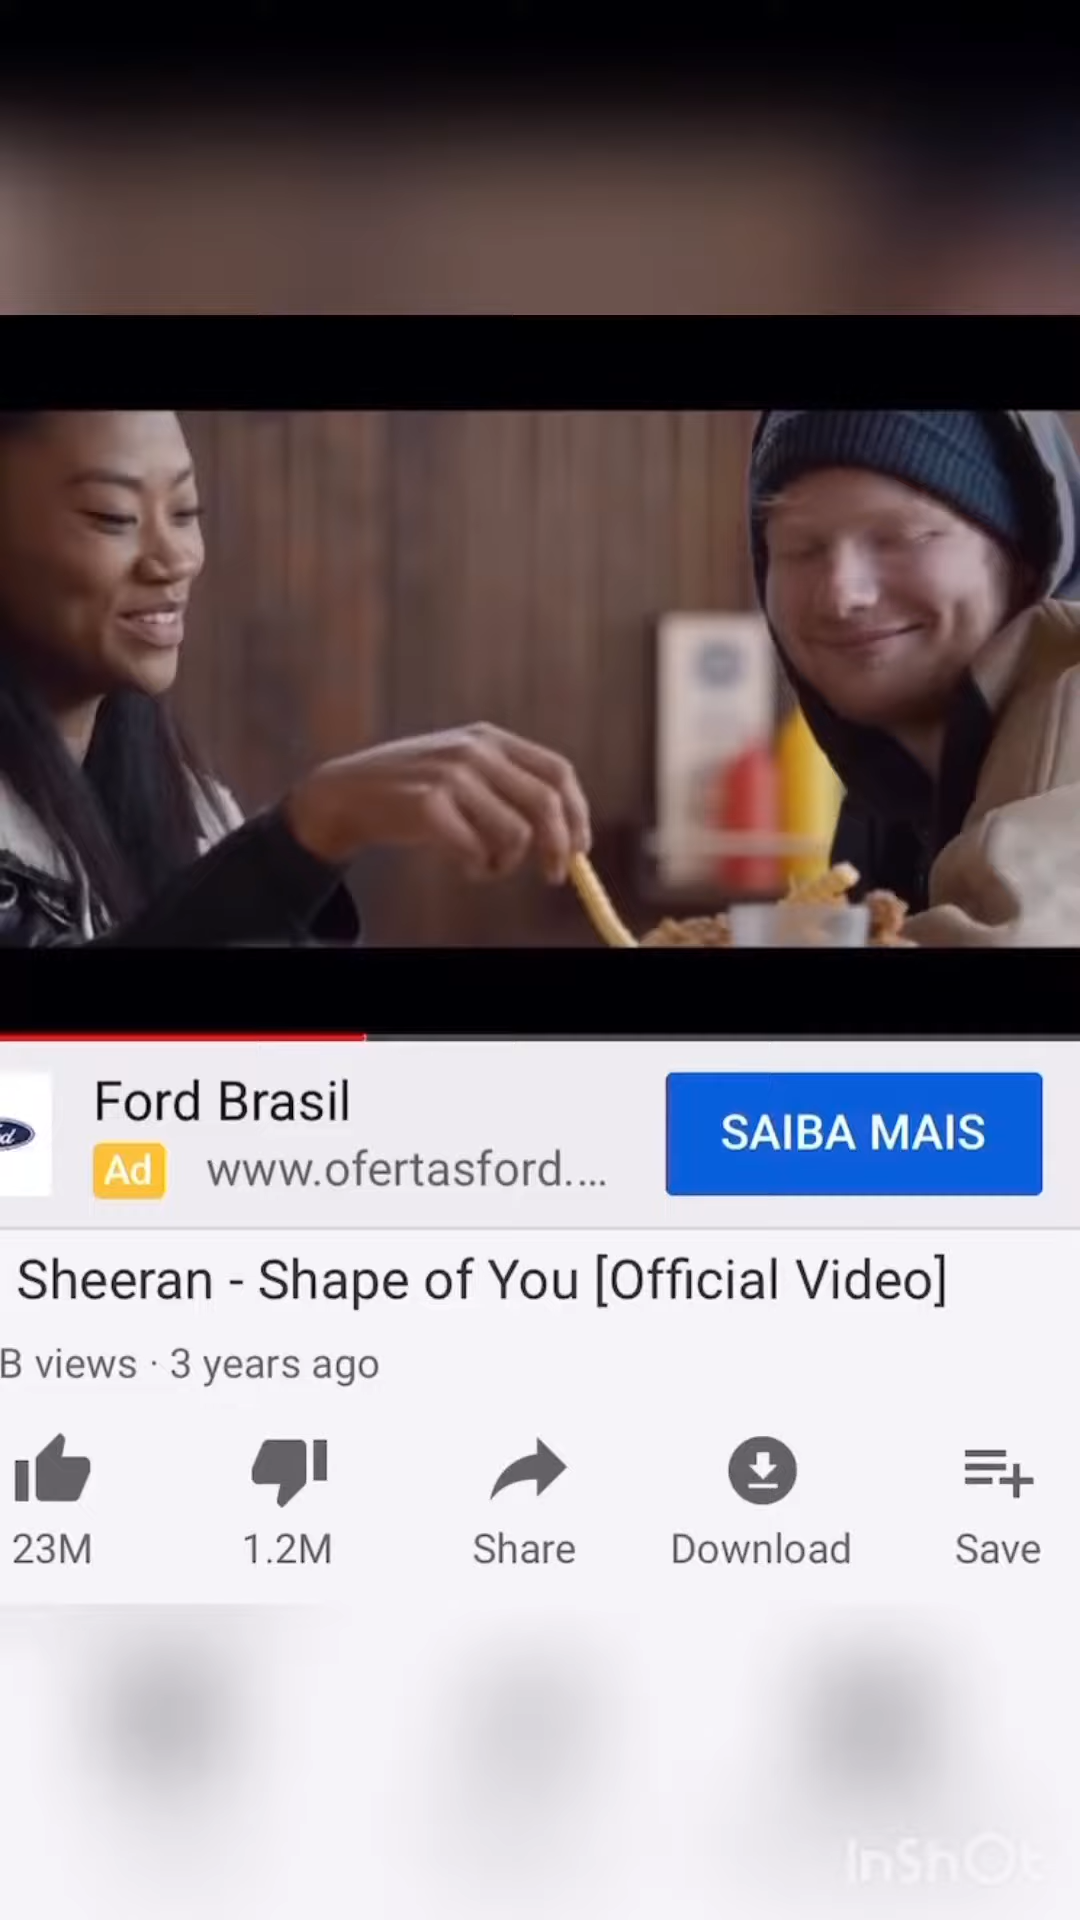 Ford Brasil
Ad www.ofertasford....
SAIBA MAIS
Sheeran - Shape of You [Official Video]
B views · 3 years ago
23M
1.2M
Share
Download
Save
InShOt